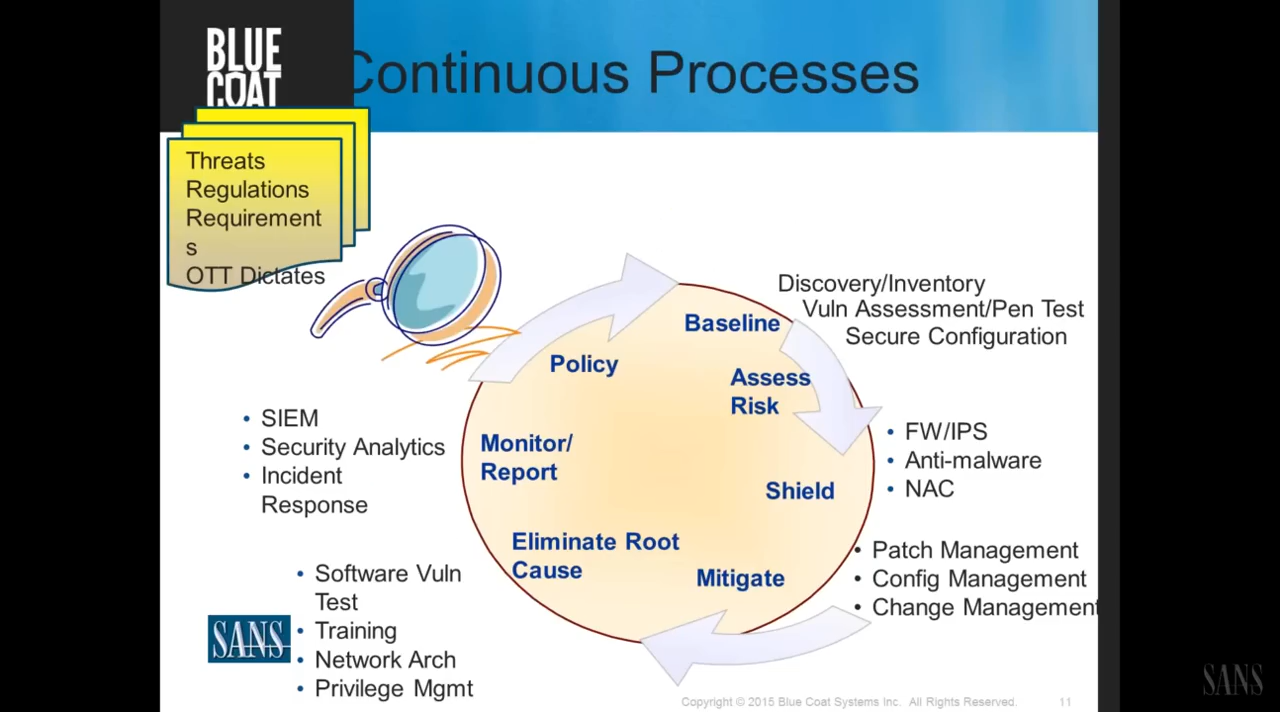 BLUE
COAT
Continuous Processes
Threats
Regulations
Requirement
s
OTT Dictates
Discovery/Inventory
Vuln Assessment/Pen Test
Secure Configuration
Baseline
Policy
Assess
Risk
• SIEM
• Security Analytics
• Incident
Response
Monitor/
Report
• FW/IPS
• Anti-malware
• NAC
Shield
Eliminate Root
Cause
Mitigate
• Patch Management
• Config Management
• Change Management
• Software Vuln
Test
• Training
• Network Arch
• Privilege Mgmt
SANS
Copyright © 2015 Blue Coat Systems Inc. All Rights Reserved.
11
SANS